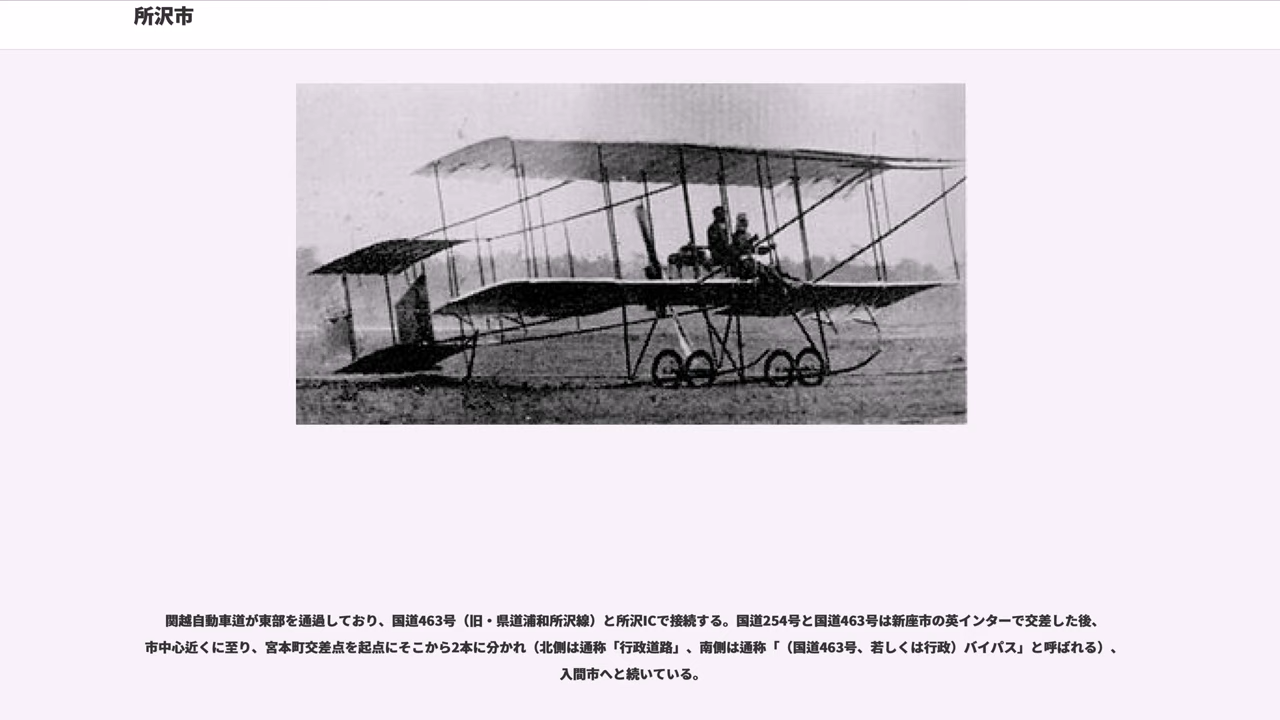 所沢市
関越自動車道が東部を通過しており、国道463号（旧・県道浦和所沢線）と所沢ICで接続する。国道254号と国道463号は新座市の英インターで交差した後、
市中心近くに至り、宮本町交差点を起点にそこから2本に分かれ（北側は通称「行政道路」、南側は通称「（国道463号、若しくは行政）バイパス」と呼ばれる）、
入間市へと続いている。